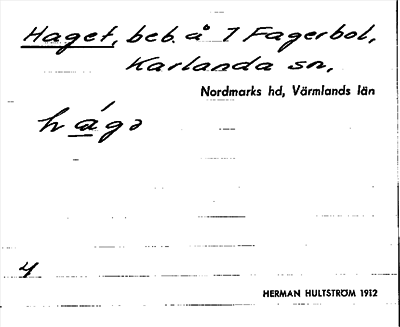 Haget, beb. å 1 Fagerbol,
Karlanda sn,
Nordmarks hd, Värmlands län
hágə
4
HERMAN HULTSTRÖM 1912